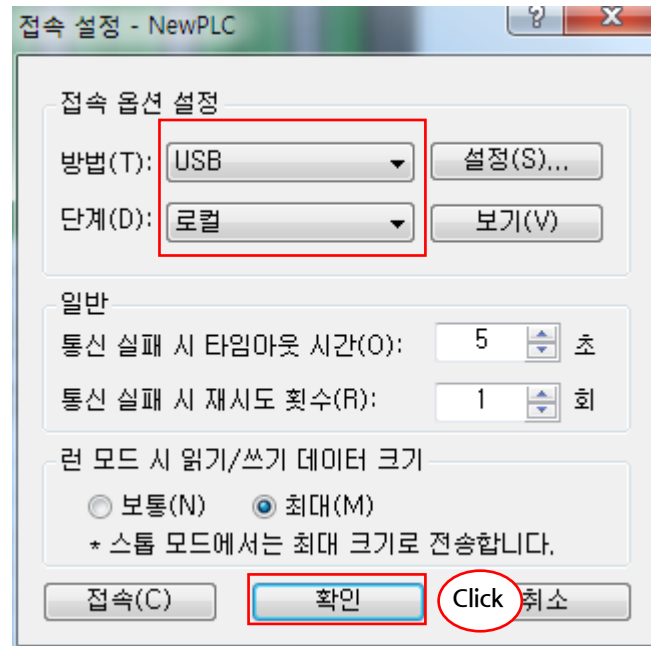 접속 설정 - NewPLC
접속 옵션 설정
방법(T): USB 설정(S)...
단계(D): 로컬 보기(V)
일반
통신 실패 시 타임아웃 시간(O): 5 초
통신 실패 시 재시도 횟수(R): 1 회
런 모드 시 읽기/쓰기 데이터 크기
보통(N) 최대(M)
* 스톱 모드에서는 최대 크기로 전송합니다.
접속(C) 확인 Click 취소